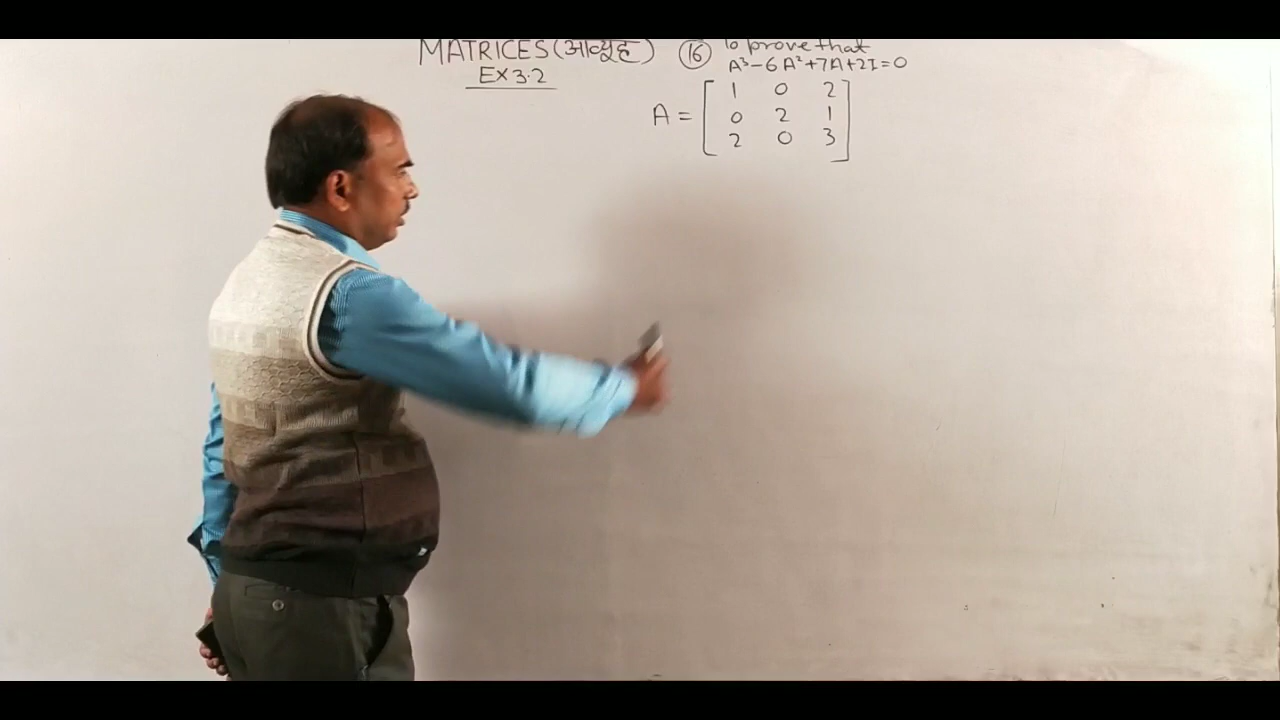 MATRICES (आव्यूह)
Ex 3.2
(16) To prove that
A³-6A²+7A+2I=0
A = [ 1 0 2
0 2 1
2 0 3 ]